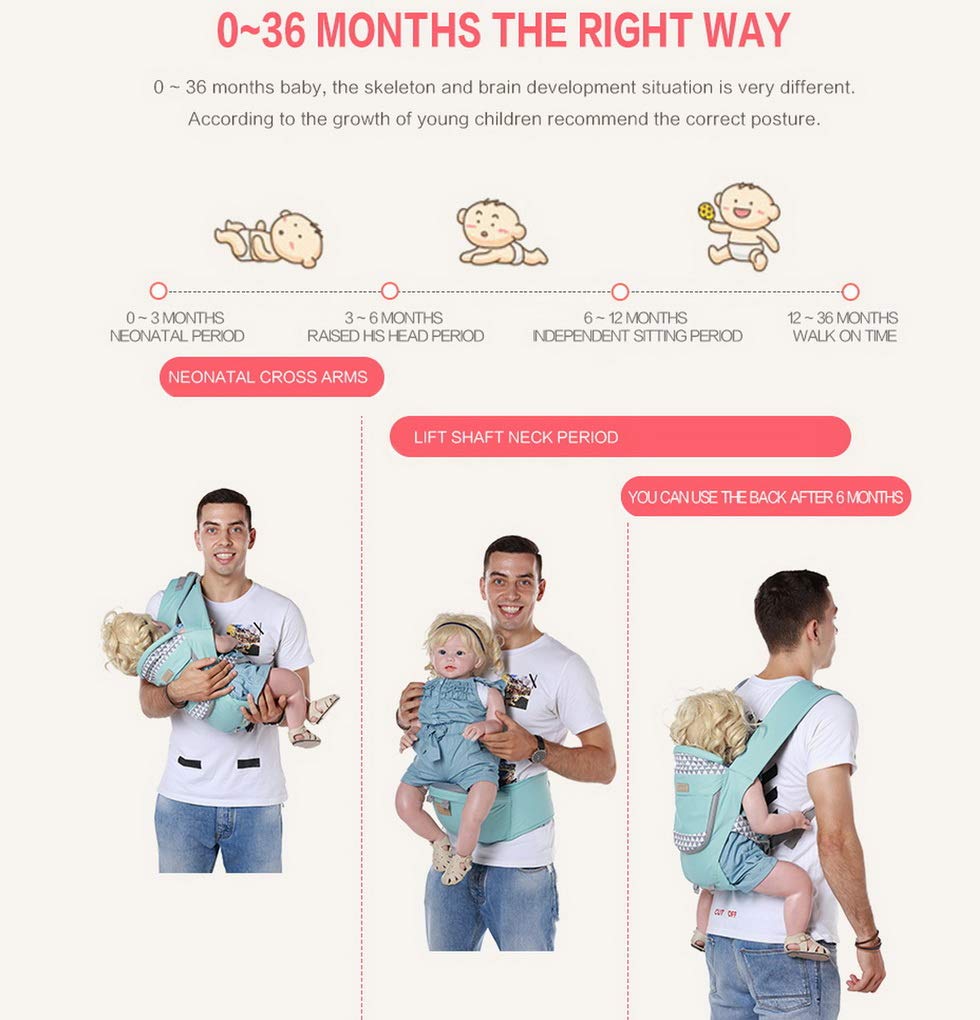 0~36 MONTHS THE RIGHT WAY
0 ~ 36 months baby, the skeleton and brain development situation is very different.
According to the growth of young children recommend the correct posture.
0 ~ 3 MONTHS
NEONATAL PERIOD
3 ~ 6 MONTHS
RAISED HIS HEAD PERIOD
6 ~ 12 MONTHS
INDEPENDENT SITTING PERIOD
12 ~ 36 MONTHS
WALK ON TIME
NEONATAL CROSS ARMS
LIFT SHAFT NECK PERIOD
YOU CAN USE THE BACK AFTER 6 MONTHS
X
X
CUT OFF